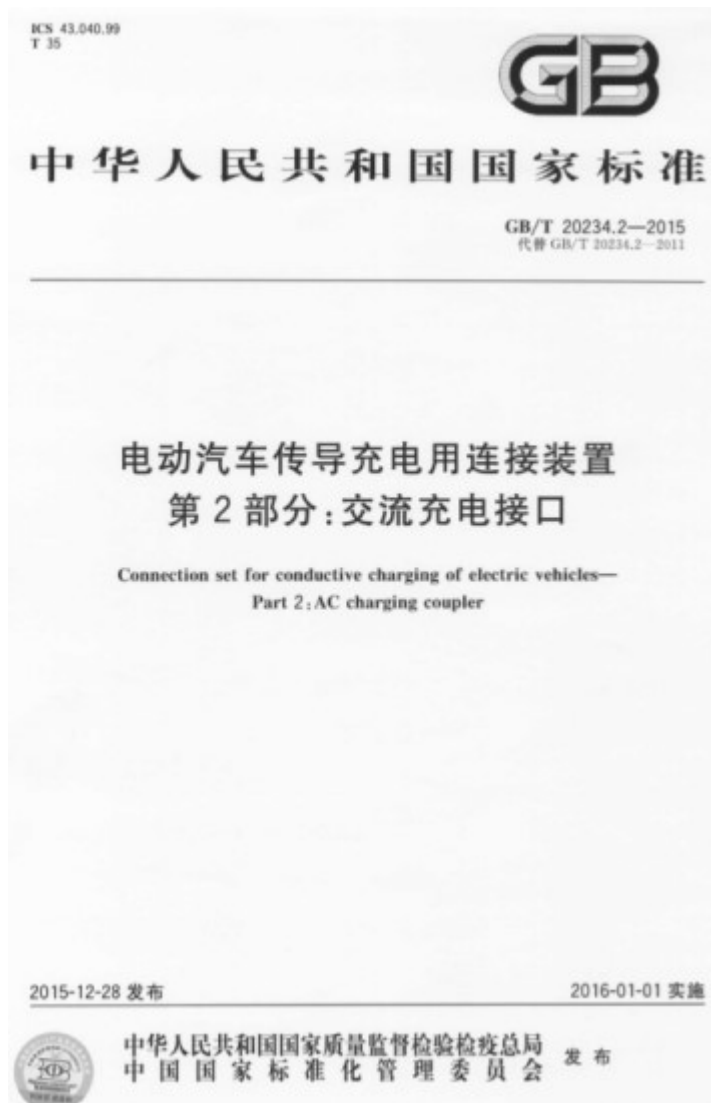 ICS 43.040.99
T 35
GB
中华人民共和国国家标准
GB/T 20234.2—2015
代替 GB/T 20234.2—2011
电动汽车传导充电用连接装置
第2部分:交流充电接口
Connection set for conductive charging of electric vehicles—
Part 2:AC charging coupler
2015-12-28 发布
2016-01-01 实施
中华人民共和国国家质量监督检验检疫总局
中国国家标准化管理委员会
发布